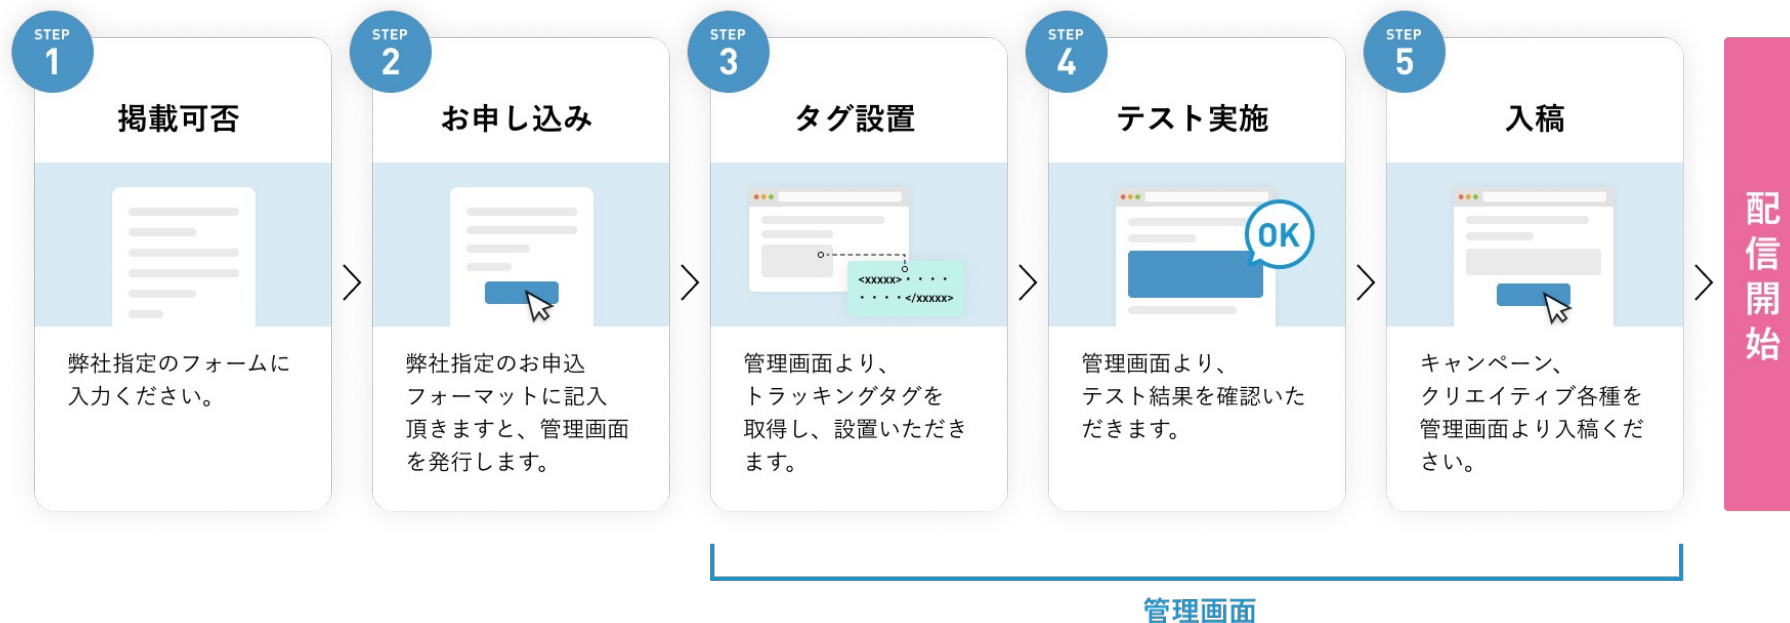 STEP
1
掲載可否
弊社指定のフォームに
入力ください。
STEP
2
お申し込み
弊社指定のお申込
フォーマットに記入
頂きますと、管理画面
を発行します。
STEP
3
タグ設置
<xxxxx>・・・・
・・・・</xxxxx>
管理画面より、
トラッキングタグを
取得し、設置いただき
ます。
STEP
4
テスト実施
OK
管理画面より、
テスト結果を確認いた
だきます。
STEP
5
入稿
キャンペーン、
クリエイティブ各種を
管理画面より入稿くだ
さい。
配信開始
管理画面